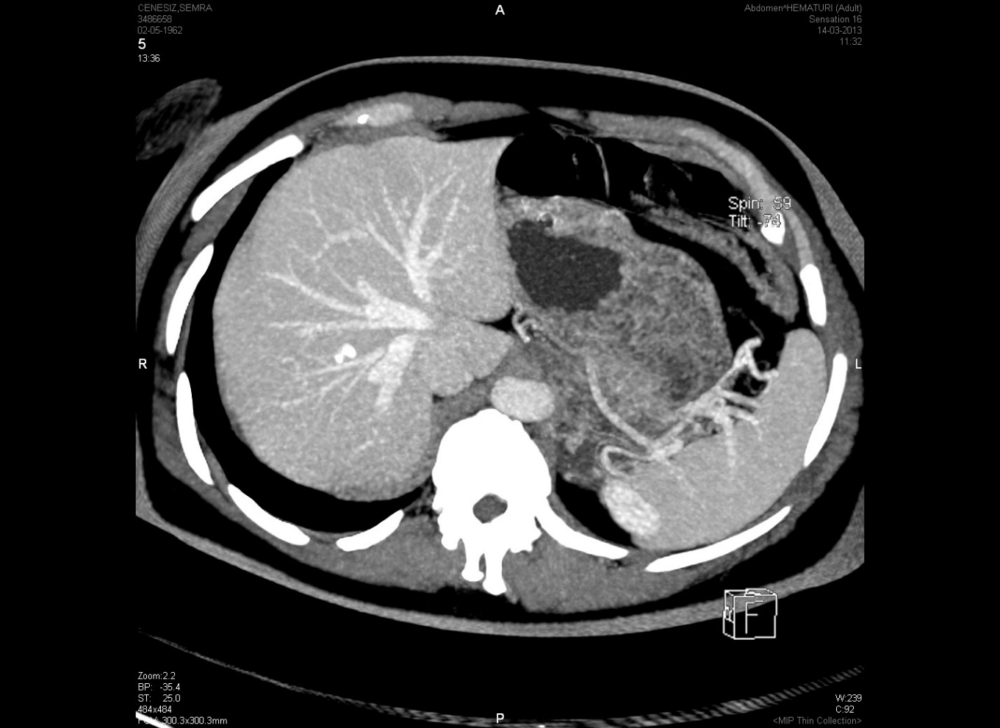 CENESIZ,SEMRA
3486658
02-05-1962
5
13:36
A
Abdomen^HEMATURI (Adult)
Sensation 16
14-03-2013
11:32
Spin: 59
Tilt: -74
R
L
F
Zoom:2.2
BP: -35.4
ST: 25.0
484x484
300.3x300.3mm
P
W:239
C:92
<MIP Thin Collection>